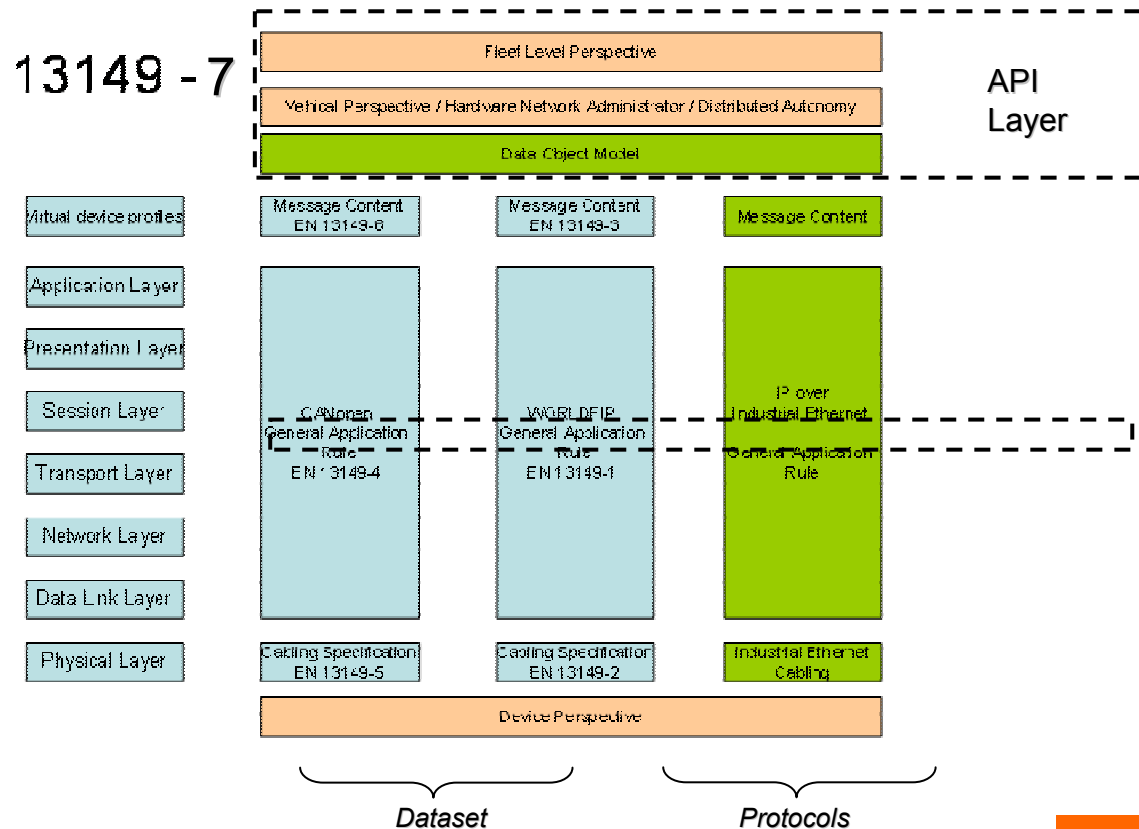 13149 - 7
Fleet Level Perspective
Vehical Perspective / Hardware Network Administrator / Distributed Autonomy
Data Object Model
API
Layer
Virtual device profiles
Message Content
EN 13149-6
Message Content
EN 13149-3
Message Content
Application Layer
Presentation Layer
Session Layer
Transport Layer
Network Layer
Data Link Layer
Physical Layer
CANopen
General Application
Rule
EN 13149-4
WORLDFIP
General Application
Rule
EN 13149-1
IP over
Industrial Ethernet
General Application
Rule
Cabling Specification
EN 13149-5
Cabling Specification
EN 13149-2
Industrial Ethernet
Cabling
Device Perspective
Dataset
Protocols